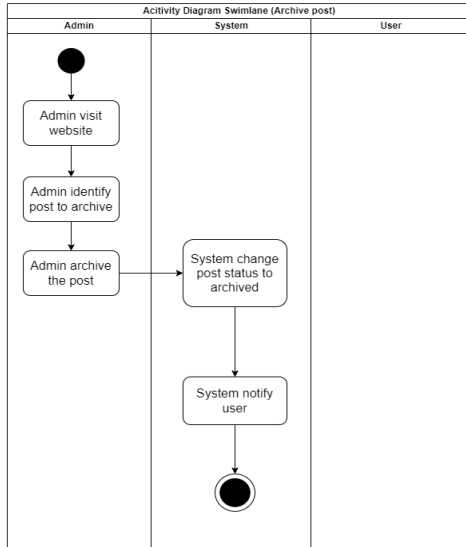 Acitivity Diagram Swimlane (Archive post)
Admin
System
User
Admin visit
website
Admin identify
post to archive
Admin archive
the post
System change
post status to
archived
System notify
user